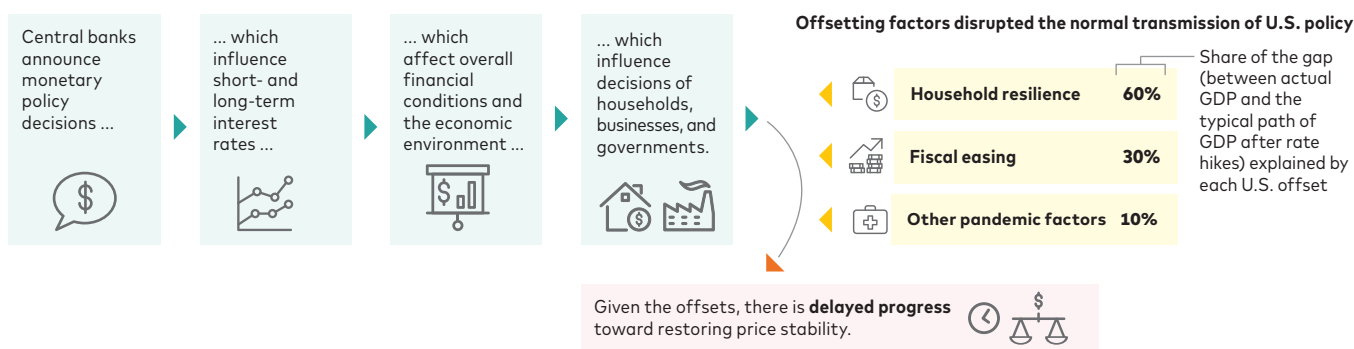 Central banks
announce
monetary
policy
decisions ...
... which
influence
short- and
long-term
interest
rates ...
... which
affect overall
financial
conditions and
the economic
environment ...
... which
influence
decisions of
households,
businesses, and
governments.
Offsetting factors disrupted the normal transmission of U.S. policy
Household resilience 60%
Fiscal easing 30%
Other pandemic factors 10%
Share of the gap
(between actual
GDP and the
typical path of
GDP after rate
hikes) explained by
each U.S. offset
Given the offsets, there is delayed progress
toward restoring price stability.